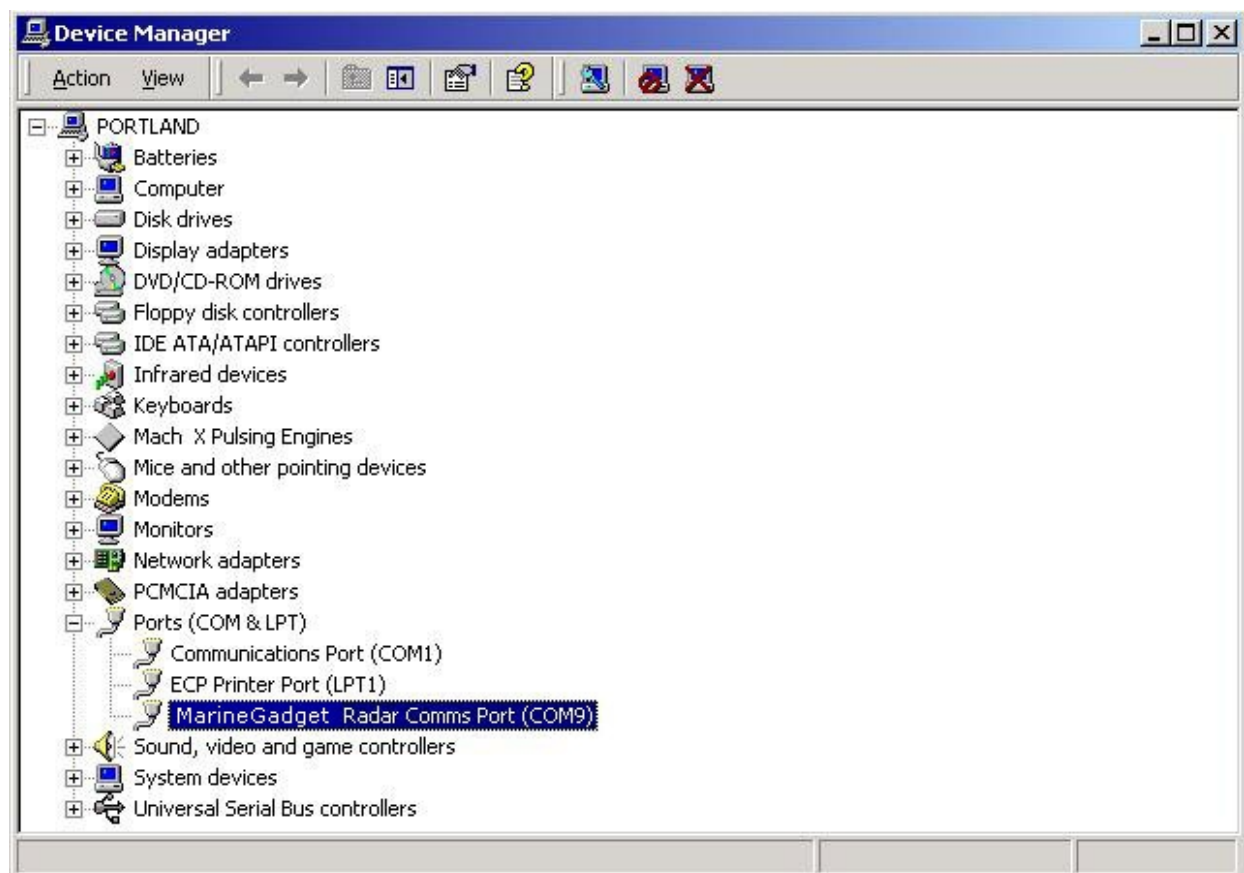 Device Manager
Action View
PORTLAND
Batteries
Computer
Disk drives
Display adapters
DVD/CD-ROM drives
Floppy disk controllers
IDE ATA/ATAPI controllers
Infrared devices
Keyboards
Mach X Pulsing Engines
Mice and other pointing devices
Modems
Monitors
Network adapters
PCMCIA adapters
Ports (COM & LPT)
Communications Port (COM1)
ECP Printer Port (LPT1)
MarineGadget Radar Comms Port (COM9)
Sound, video and game controllers
System devices
Universal Serial Bus controllers